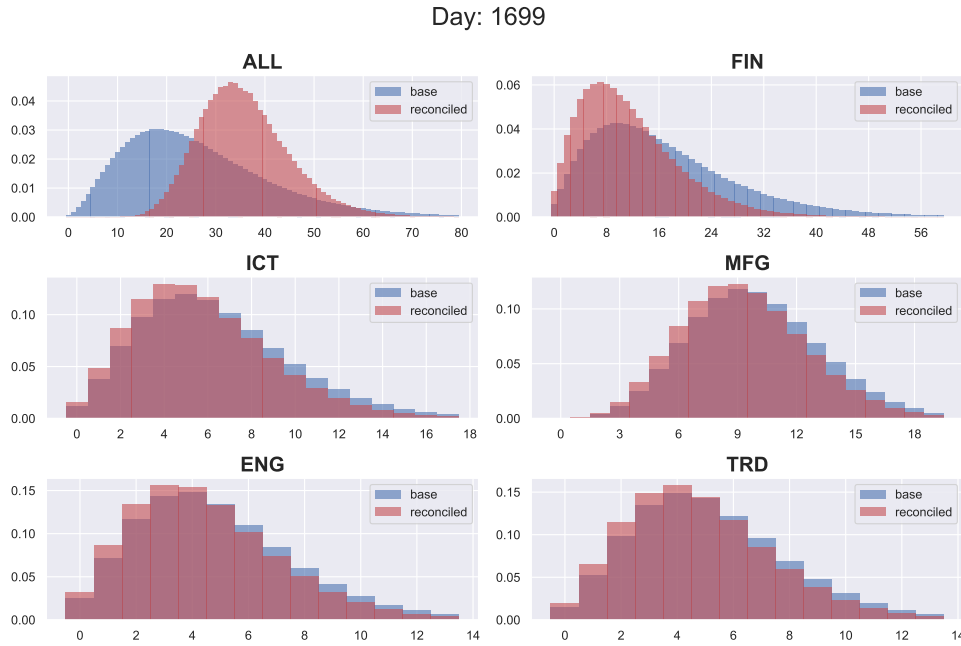 Day: 1699
ALL
base
reconciled
0.04
0.03
0.02
0.01
0.00
0 10 20 30 40 50 60 70 80
FIN
base
reconciled
0.06
0.04
0.02
0.00
0 8 16 24 32 40 48 56
ICT
base
reconciled
0.10
0.05
0.00
0 2 4 6 8 10 12 14 16 18
MFG
base
reconciled
0.10
0.05
0.00
0 3 6 9 12 15 18
ENG
base
reconciled
0.15
0.10
0.05
0.00
0 2 4 6 8 10 12 14
TRD
base
reconciled
0.15
0.10
0.05
0.00
0 2 4 6 8 10 12 14